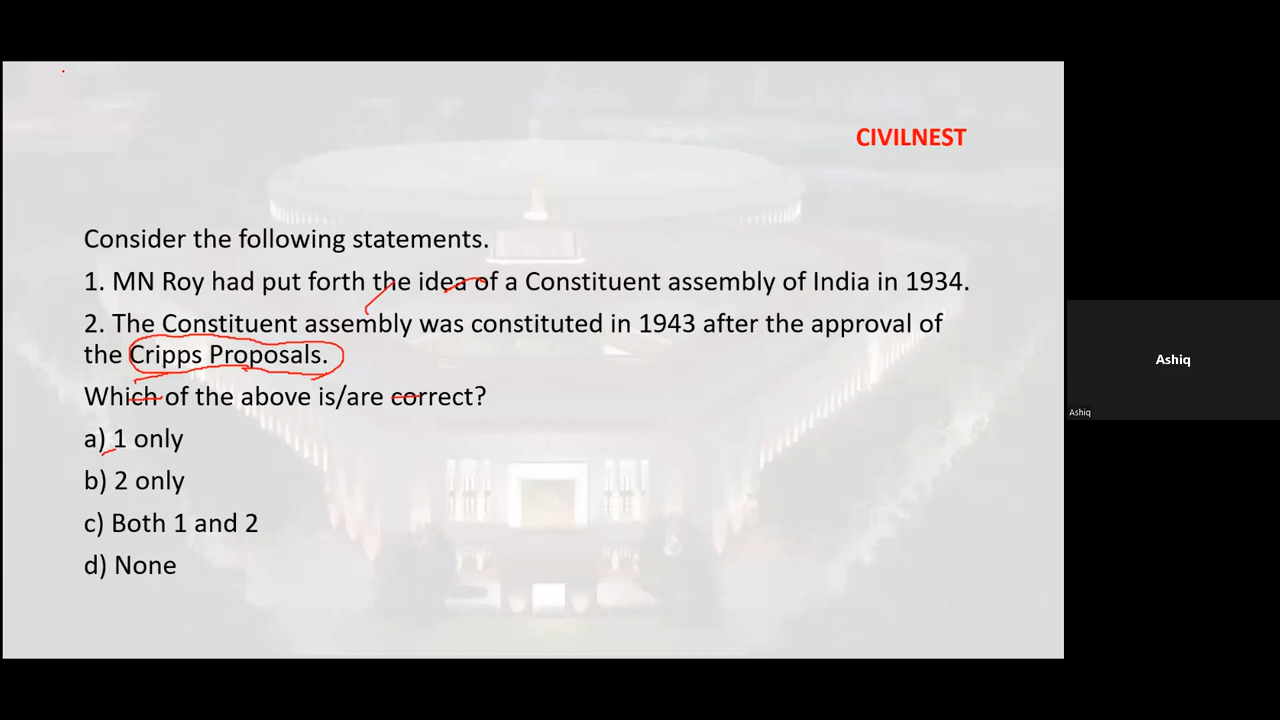 CIVILNEST
Consider the following statements.
1. MN Roy had put forth the idea of a Constituent assembly of India in 1934.
2. The Constituent assembly was constituted in 1943 after the approval of
the Cripps Proposals.
Which of the above is/are correct?
a) 1 only
b) 2 only
c) Both 1 and 2
d) None
Ashiq
Ashiq